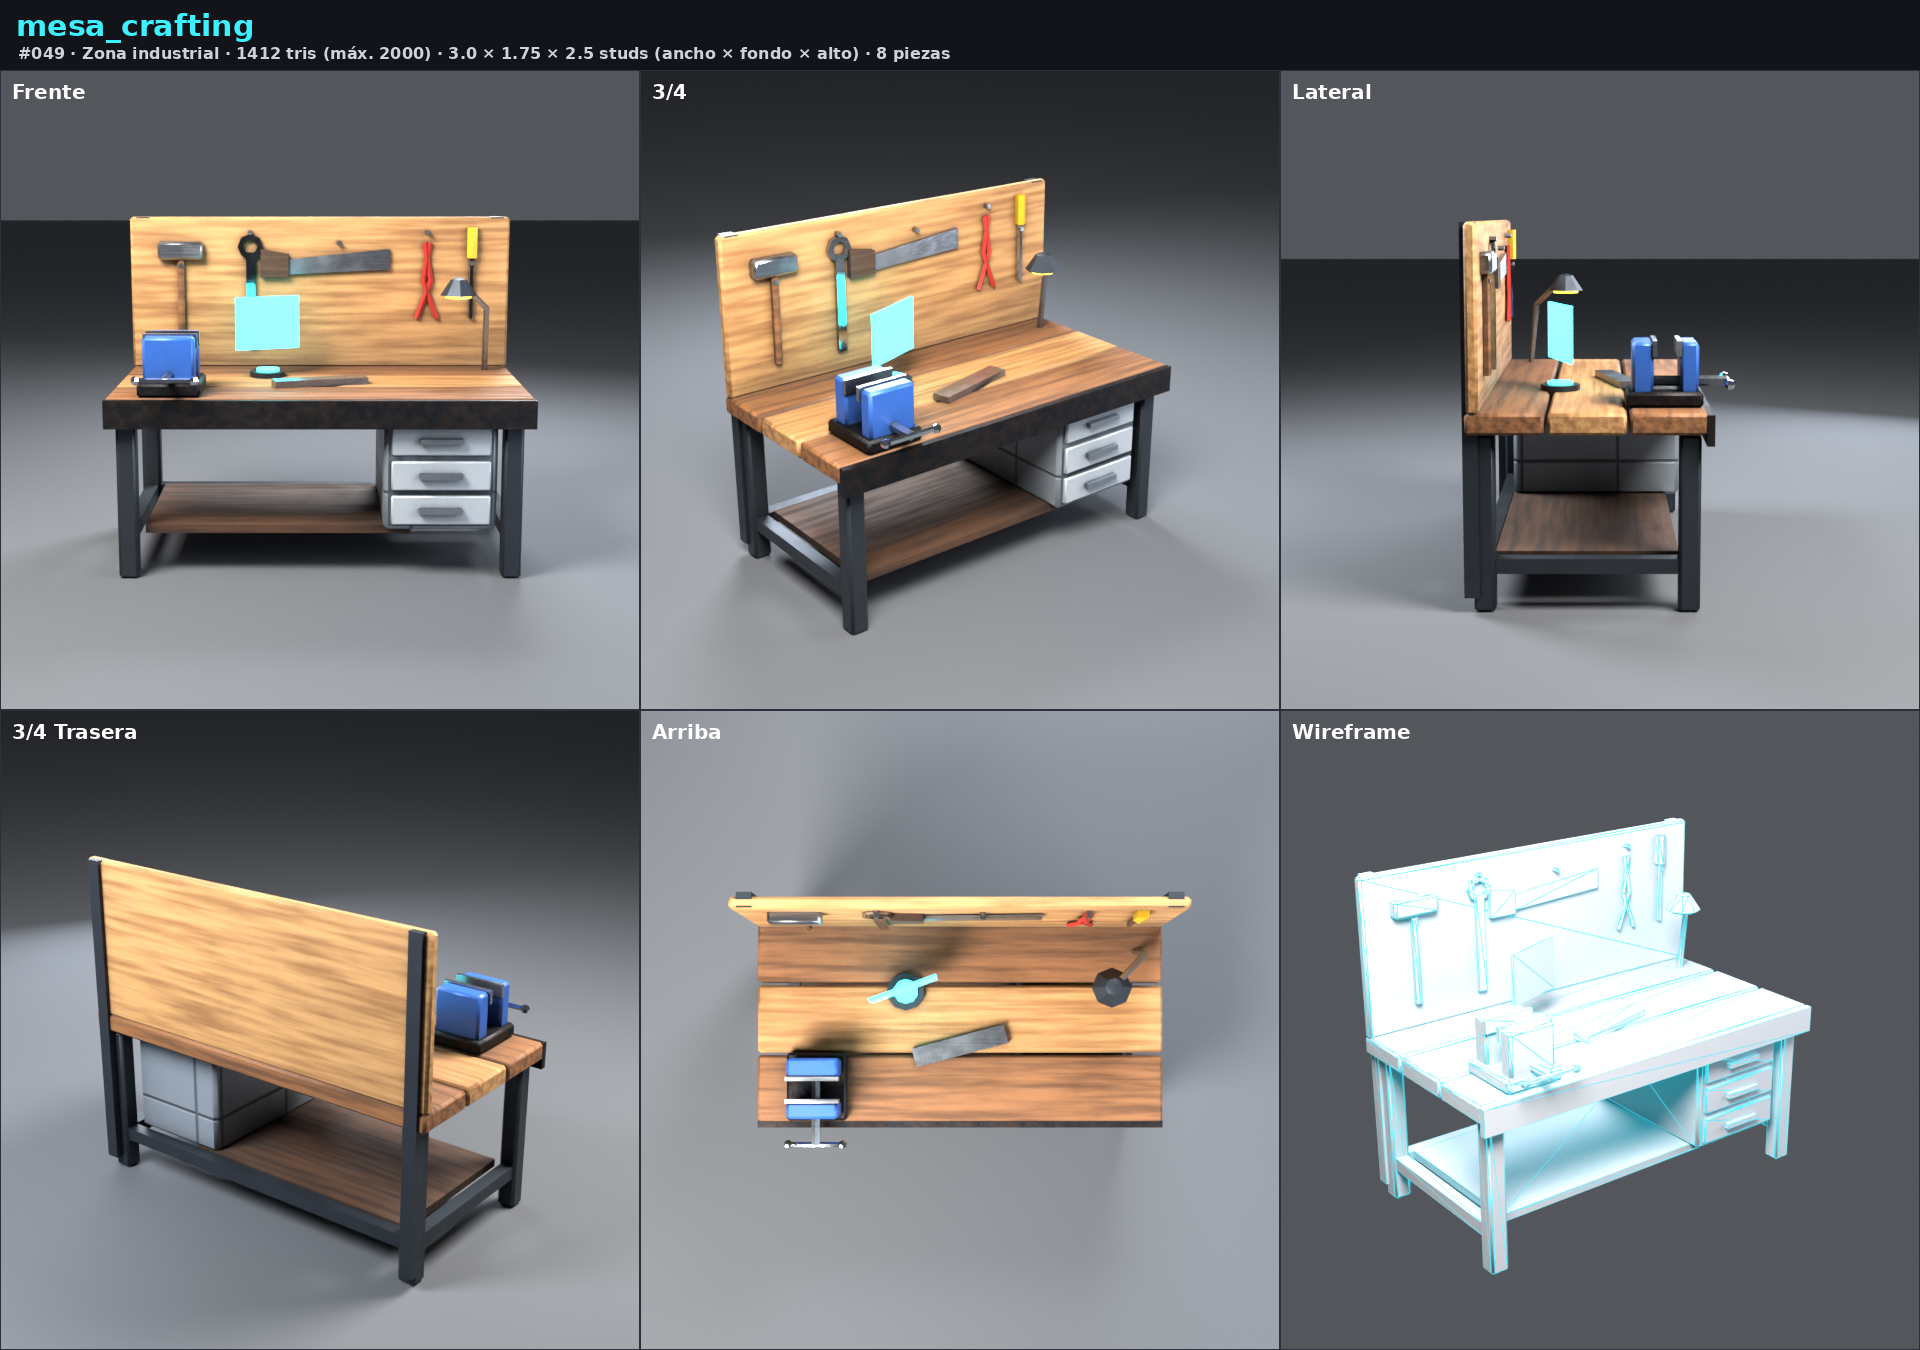 mesa_crafting
#049 · Zona industrial · 1412 tris (máx. 2000) · 3.0 × 1.75 × 2.5 studs (ancho × fondo × alto) · 8 piezas
Frente
3/4
Lateral
3/4 Trasera
Arriba
Wireframe